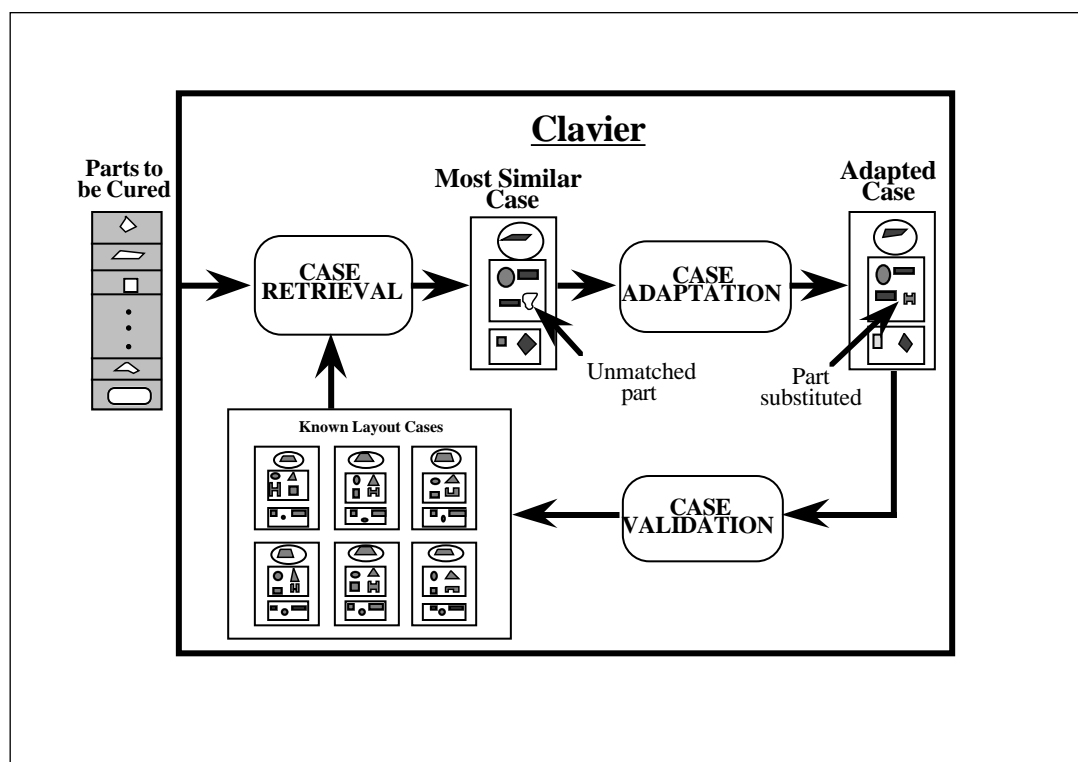 Clavier
Parts to
be Cured
Most Similar
Case
Adapted
Case
CASE
RETRIEVAL
CASE
ADAPTATION
Unmatched
part
Part
substituted
Known Layout Cases
CASE
VALIDATION